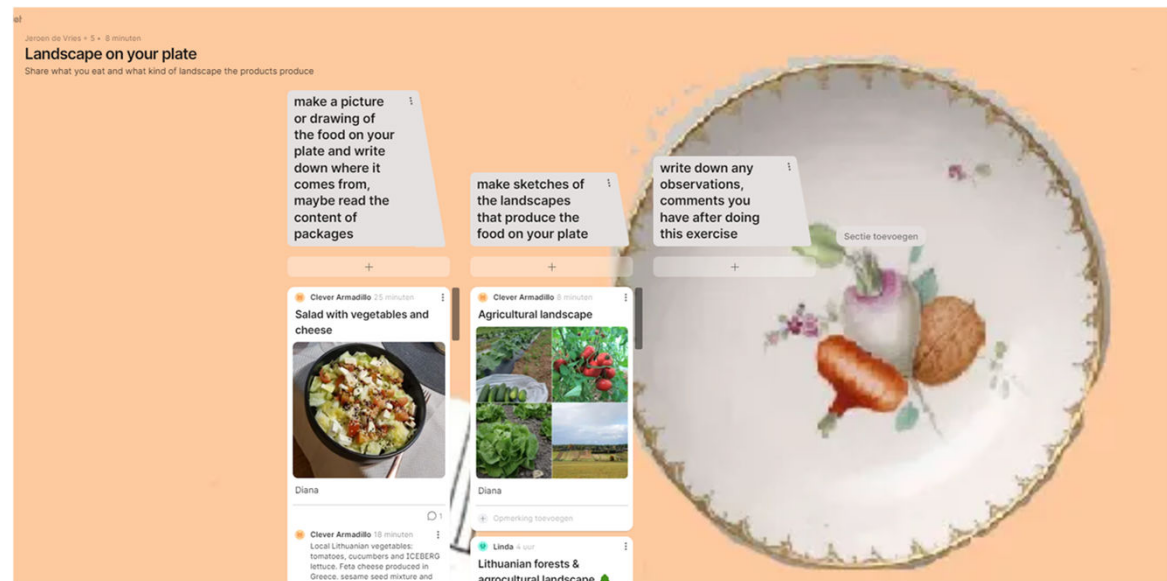 Jeroen de Vries + 5 • 8 minuten
Landscape on your plate
Share what you eat and what kind of landscape the products produce
make a picture
or drawing of
the food on your
plate and write
down where it
comes from,
maybe read the
content of
packages
make sketches of
the landscapes
that produce the
food on your plate
write down any
observations,
comments you
have after doing
this exercise
Sectie toevoegen
Clever Armadillo 25 minuten
Salad with vegetables and
cheese
Diana
1
Clever Armadillo 18 minuten
Local Lithuanian vegetables:
tomatoes, cucumbers and ICEBERG
lettuce. Feta cheese produced in
Greece, sesame seed mixture and
Clever Armadillo 8 minuten
Agricultural landscape
Diana
Opmerking toevoegen
Linda 4 uur
Lithuanian forests &
agrocultural landscape